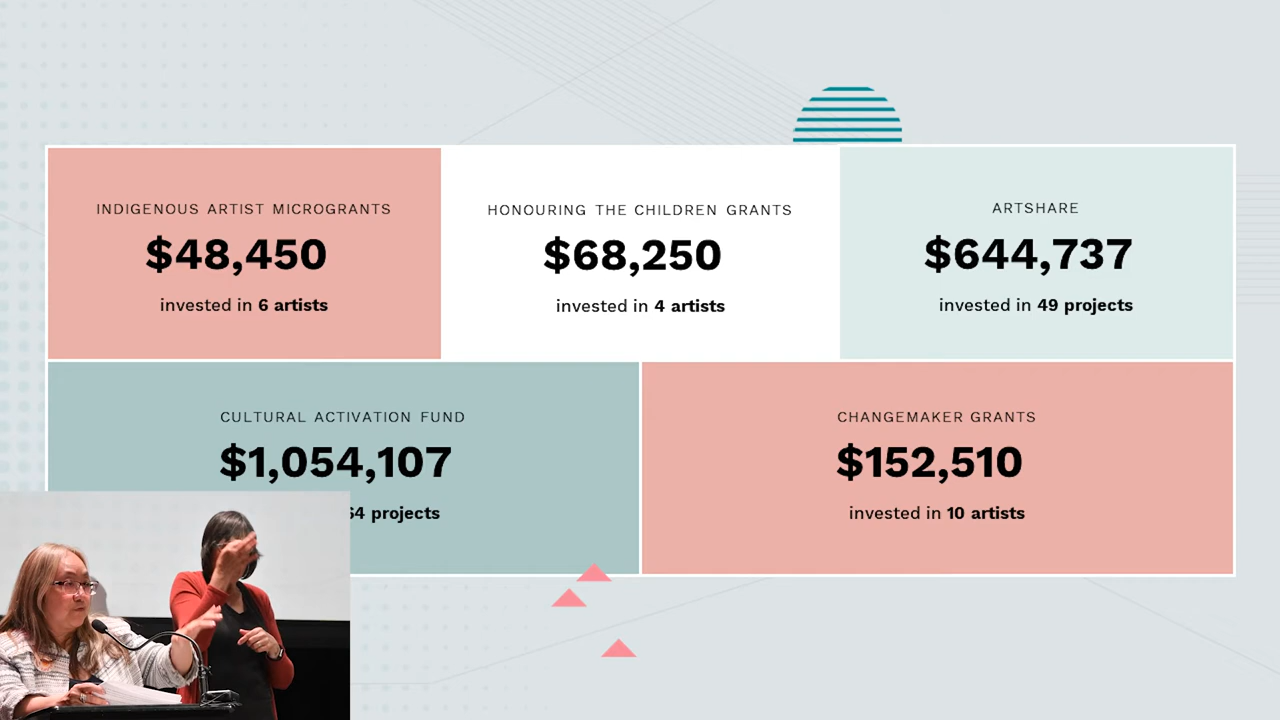 INDIGENOUS ARTIST MICROGRANTS
$48,450
invested in 6 artists
HONOURING THE CHILDREN GRANTS
$68,250
invested in 4 artists
ARTSHARE
$644,737
invested in 49 projects
CULTURAL ACTIVATION FUND
$1,054,107
projects
CHANGEMAKER GRANTS
$152,510
invested in 10 artists